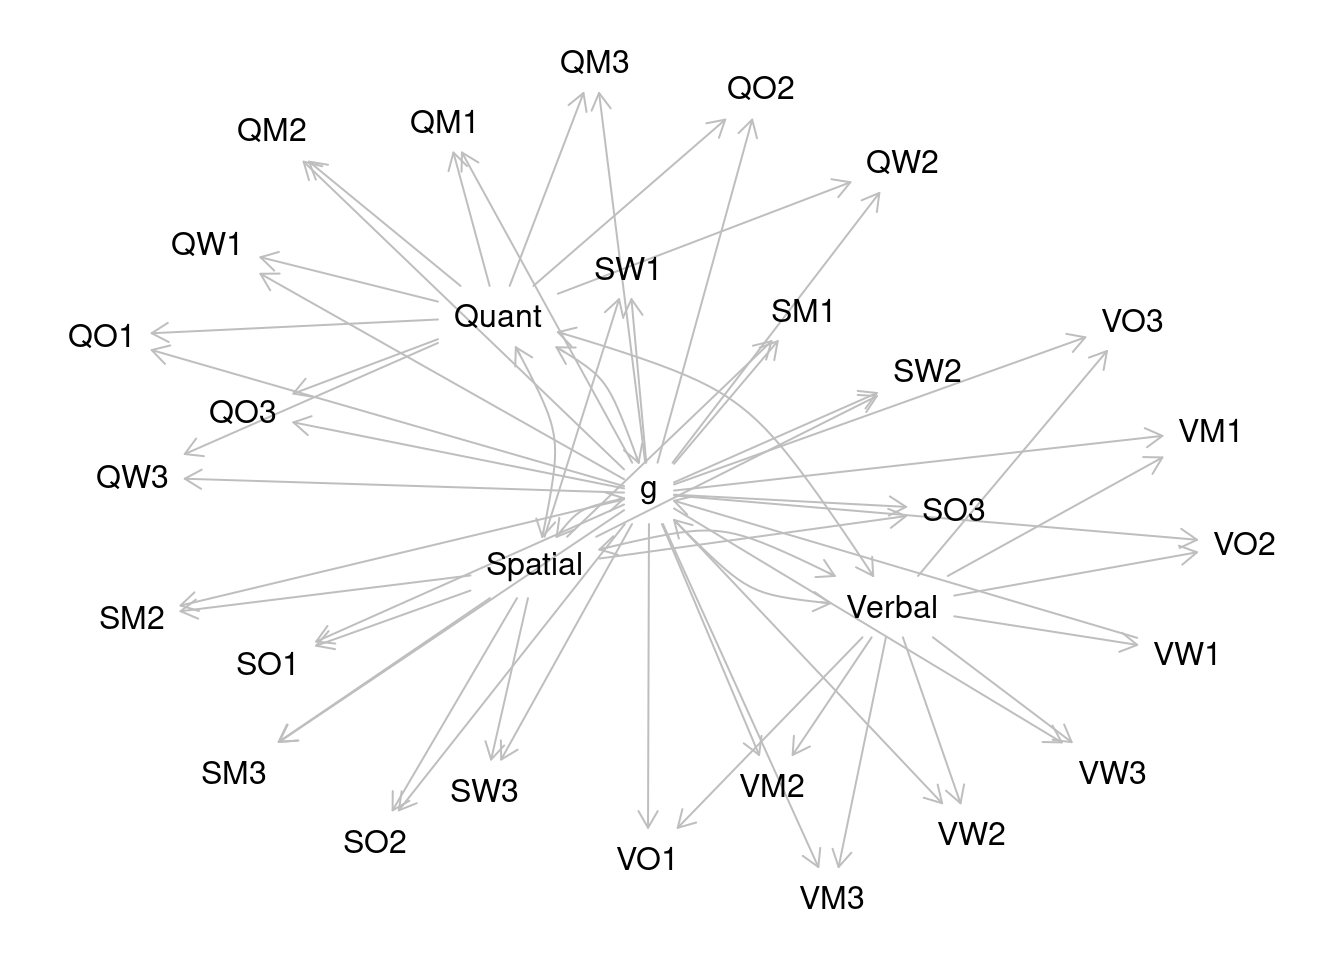 QM3
QO2
QM1
QM2
QW2
QW1
SW1
SM1
Quant
VO3
QO1
SW2
QO3
VM1
QW3
g
SO3
VO2
Spatial
Verbal
SM2
VW1
SO1
SM3
VW3
VM2
SW3
VW2
SO2
VO1
VM3